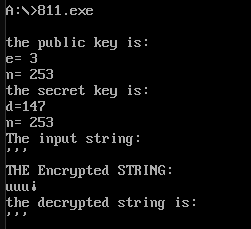 A:\>811.exe
the public key is:
e= 3
n= 253
the secret key is:
d=147
n= 253
The input string:
'''
THE Encrypted STRING:
uuu¡
the decrypted string is:
'''